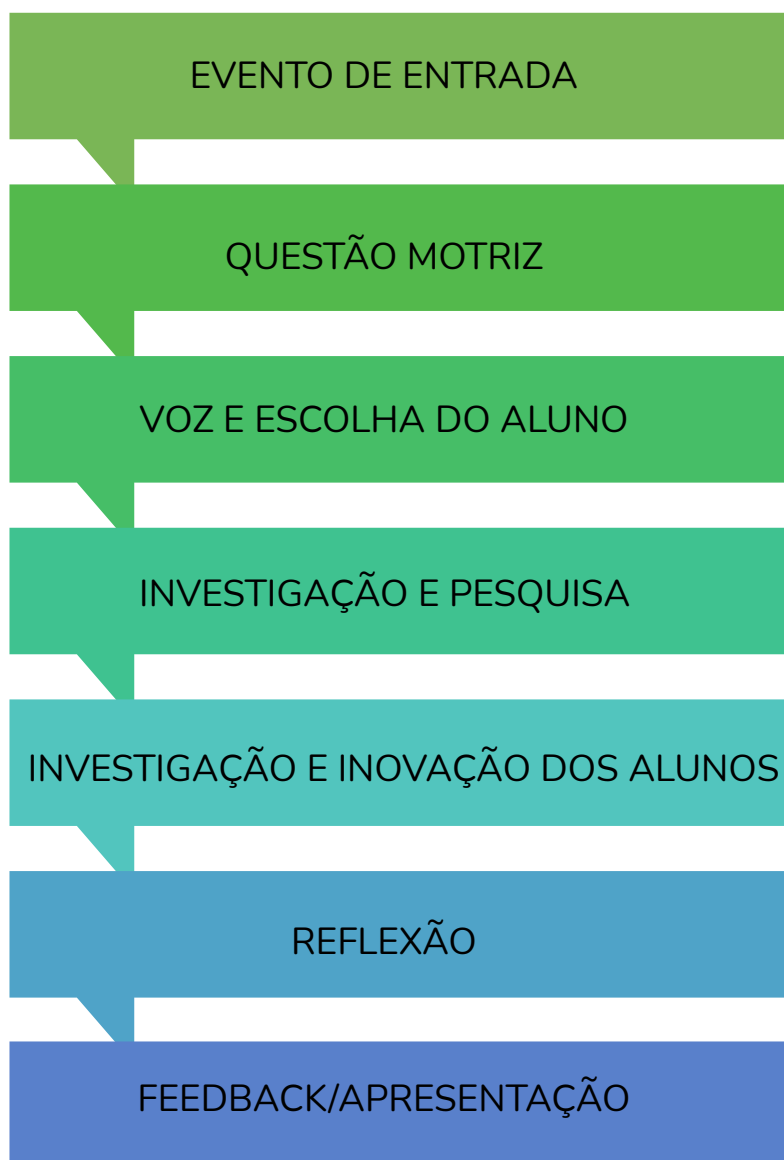 EVENTO DE ENTRADA
QUESTÃO MOTRIZ
VOZ E ESCOLHA DO ALUNO
INVESTIGAÇÃO E PESQUISA
INVESTIGAÇÃO E INOVAÇÃO DOS ALUNOS
REFLEXÃO
FEEDBACK/APRESENTAÇÃO